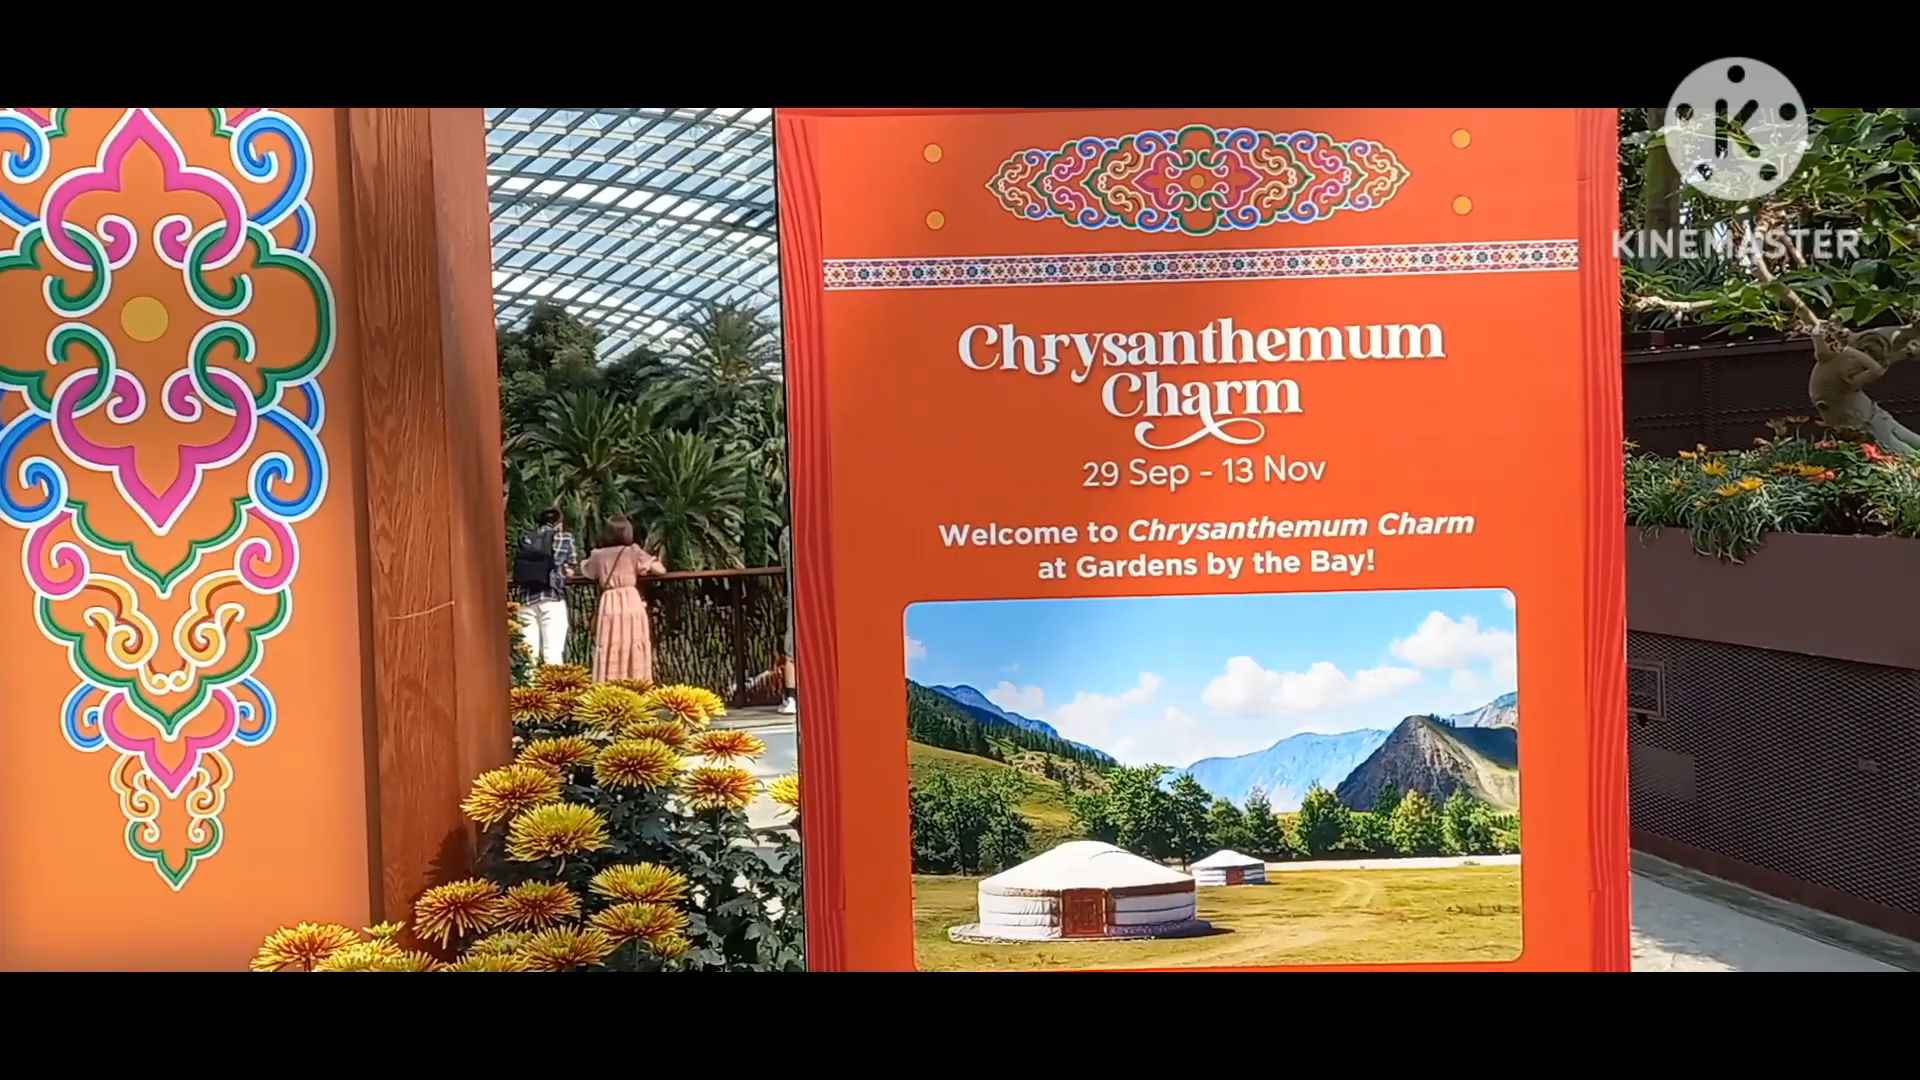 KINEMASTER
Chrysanthemum
Charm
29 Sep - 13 Nov
Welcome to Chrysanthemum Charm
at Gardens by the Bay!